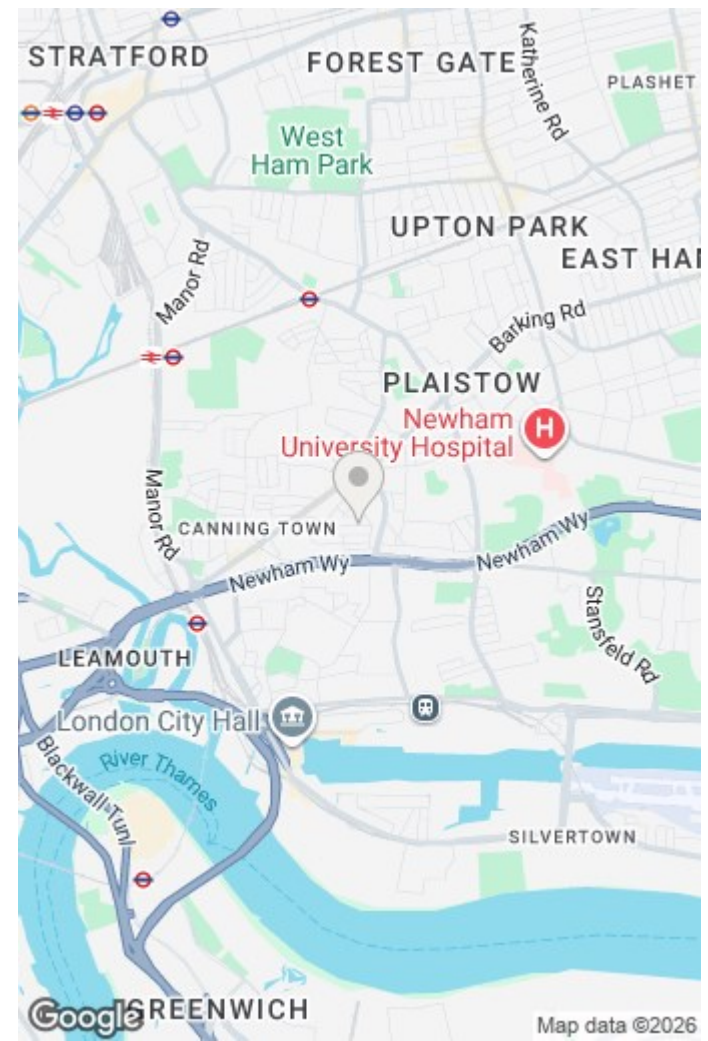 STRATFORD
FOREST GATE
Katherine Rd
PLASHET
West
Ham Park
UPTON PARK
EAST HA
Manor Rd
Barking Rd
PLAISTOW
Newham
University Hospital
H
Manor Rd
CANNING TOWN
Newham Wy
Newham Wy
Stansfeld Rd
LEAMOUTH
London City Hall
River Thames
Blackwall Tunl
SILVERTOWN
GREENWICH
Google
Map data ©2026